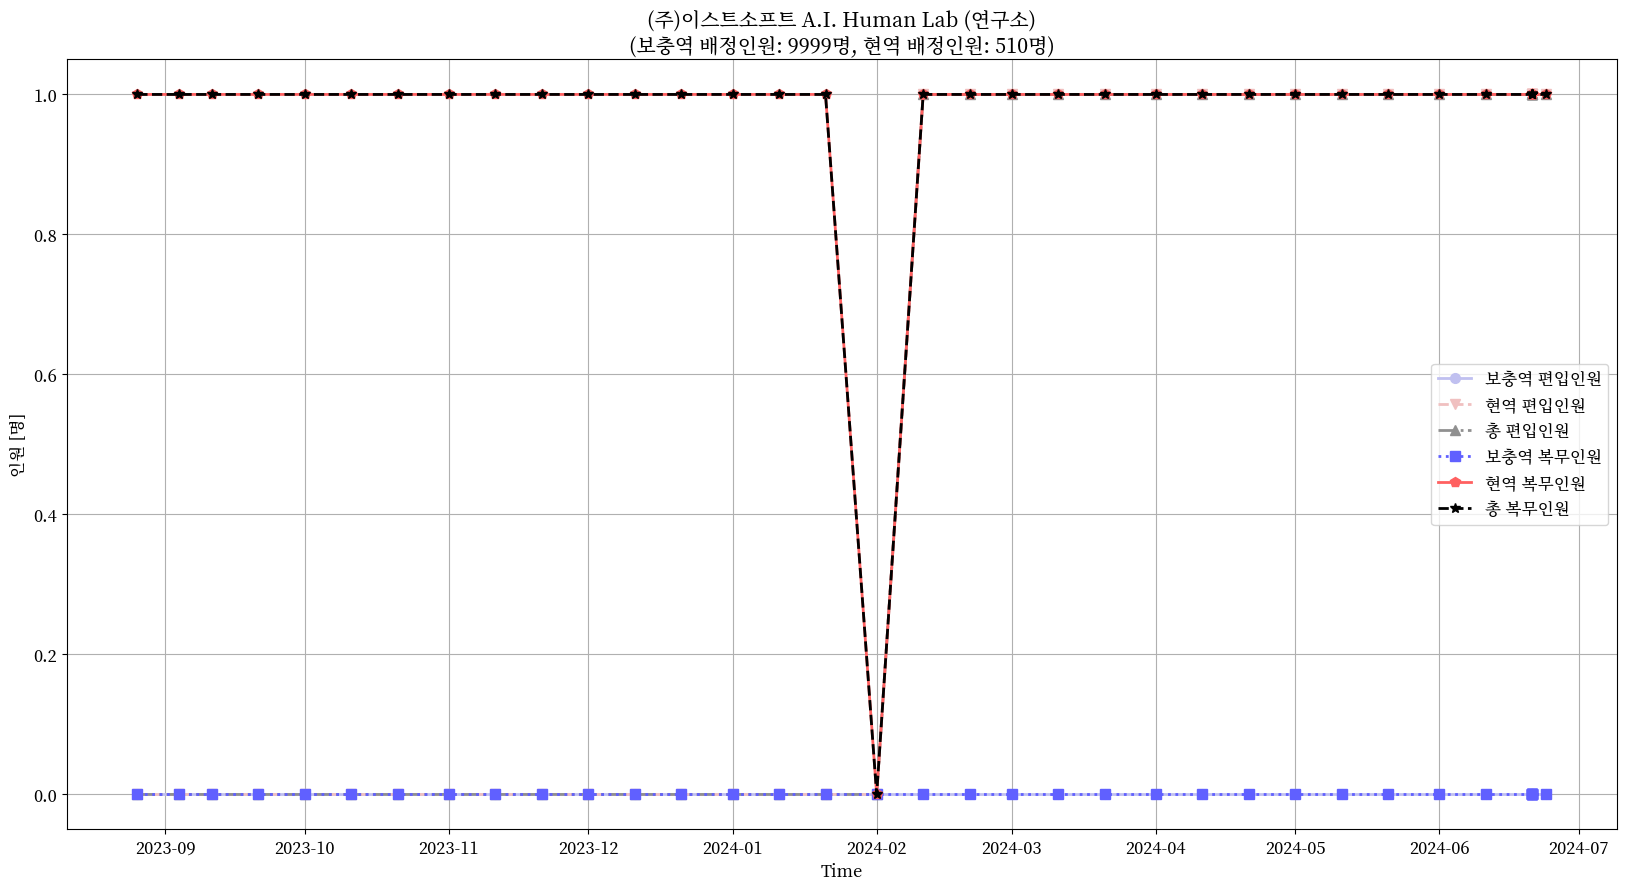 (주)이스트소프트 A.I. Human Lab (연구소)
(보충역 배정인원: 9999명, 현역 배정인원: 510명)
1.0
0.8
0.6
0.4
0.2
0.0
인원 [명]
보충역 편입인원
현역 편입인원
총 편입인원
보충역 복무인원
현역 복무인원
총 복무인원
2023-09
2023-10
2023-11
2023-12
2024-01
2024-02
2024-03
2024-04
2024-05
2024-06
2024-07
Time